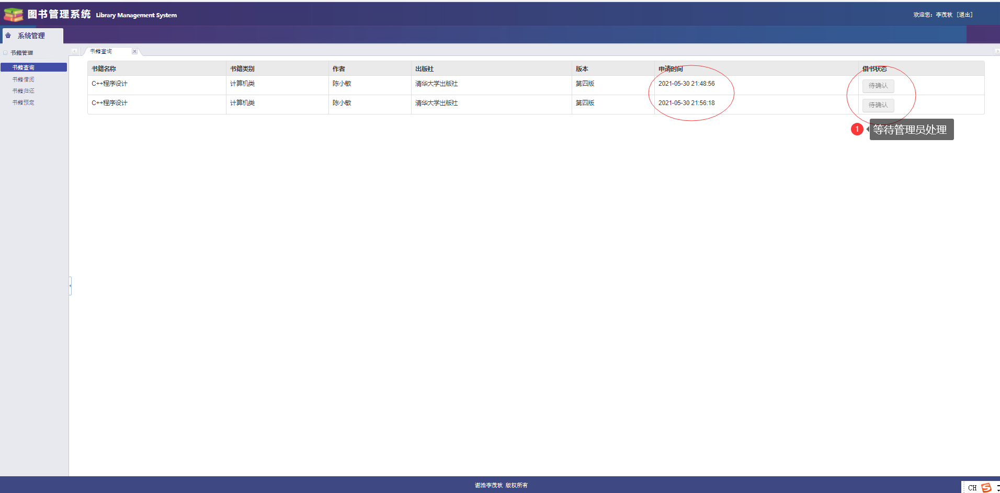 图书管理系统 Library Management System
欢迎您：李茂秋 [退出]
系统管理
书籍管理
书籍查询
书籍查询
书籍借阅
书籍归还
书籍预定
书籍名称 书籍类别 作者 出版社 版本 申请时间 借书状态
C++程序设计 计算机类 陈小敏 清华大学出版社 第四版 2021-05-30 21:48:56 待确认
C++程序设计 计算机类 陈小敏 清华大学出版社 第四版 2021-05-30 21:56:18 待确认
1 等待管理员处理
谢浩李茂秋 版权所有
CH